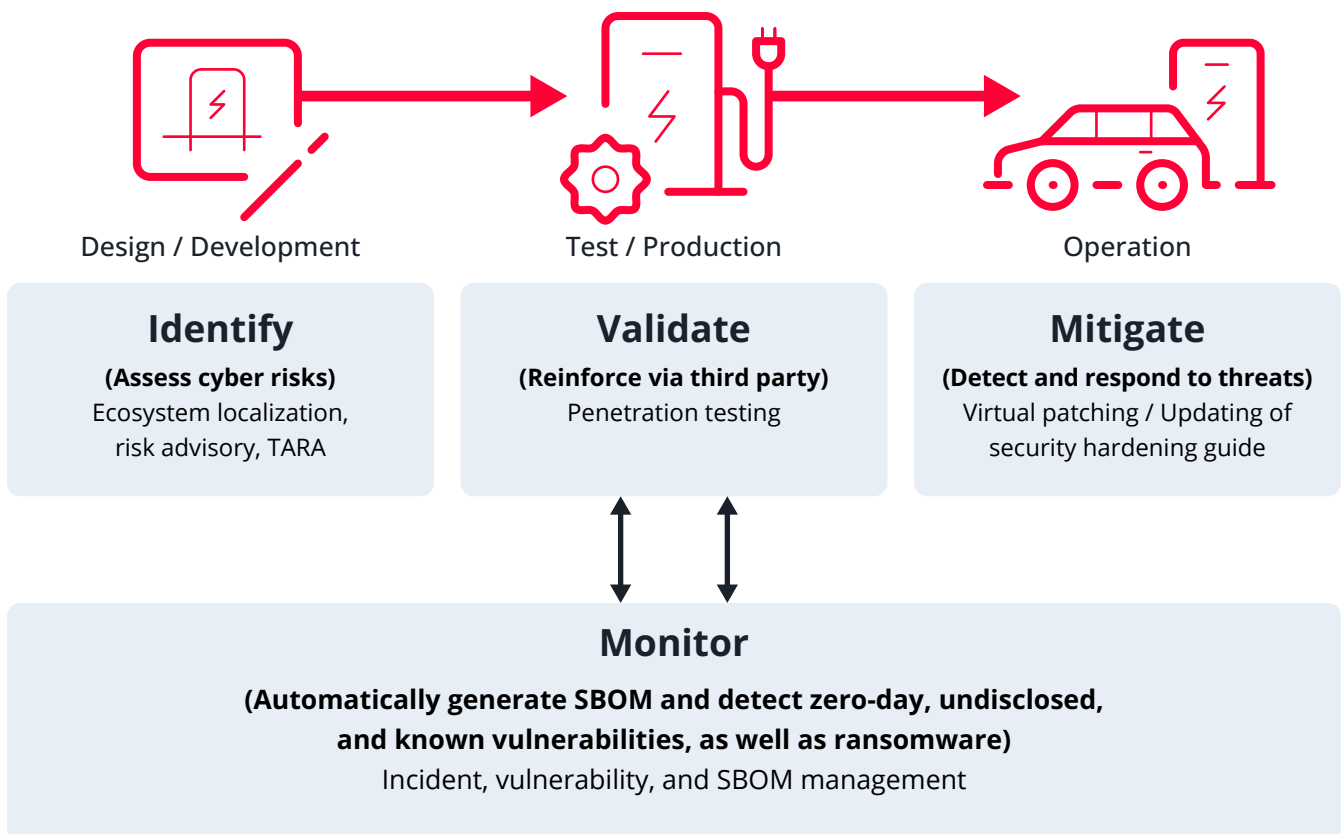 Design / Development
Test / Production
Operation
Identify
(Assess cyber risks)
Ecosystem localization,
risk advisory, TARA
Validate
(Reinforce via third party)
Penetration testing
Mitigate
(Detect and respond to threats)
Virtual patching / Updating of
security hardening guide
Monitor
(Automatically generate SBOM and detect zero-day, undisclosed,
and known vulnerabilities, as well as ransomware)
Incident, vulnerability, and SBOM management